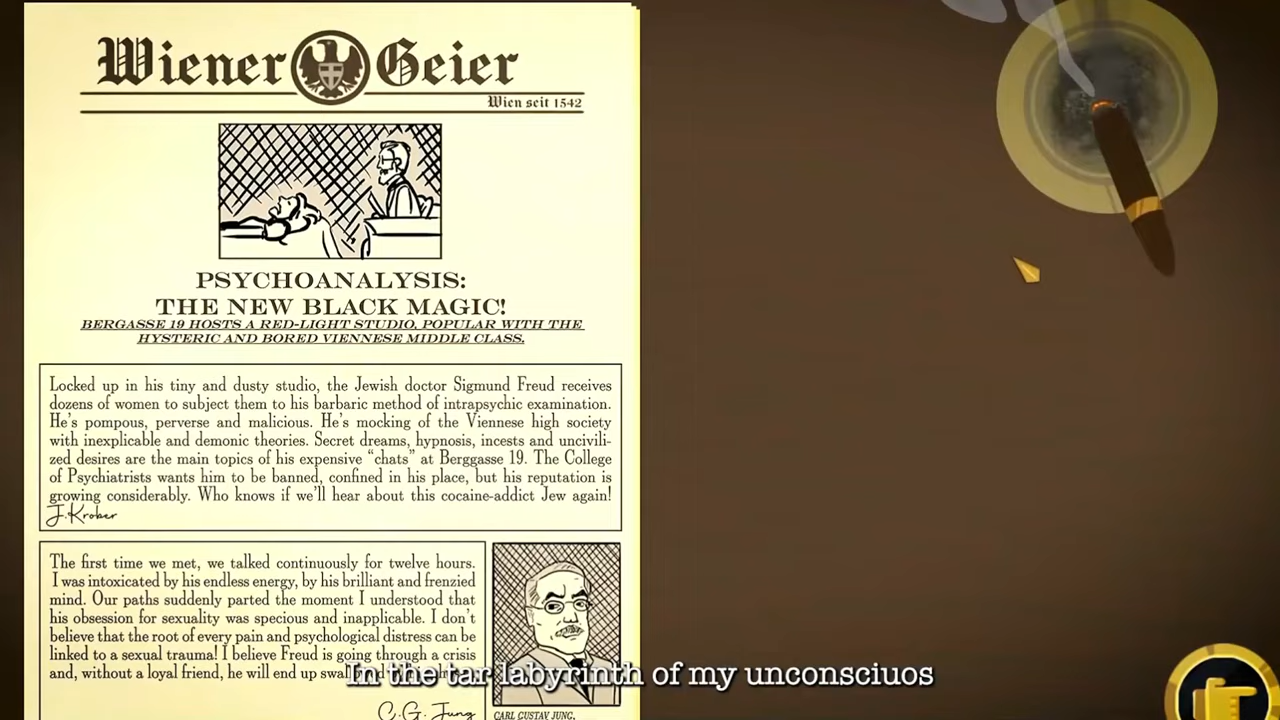 Wiener Geier
Wien seit 1542
PSYCHOANALYSIS:
THE NEW BLACK MAGIC!
BERGASSE 19 HOSTS A RED-LIGHT STUDIO, POPULAR WITH THE
HYSTERIC AND BORED VIENNESE MIDDLE CLASS.
Locked up in his tiny and dusty studio, the Jewish doctor Sigmund Freud receives
dozens of women to subject them to his barbaric method of intrapsychic examination.
He's pompous, perverse and malicious. He's mocking of the Viennese high society
with inexplicable and demonic theories. Secret dreams, hypnosis, incests and uncivili-
zed desires are the main topics of his expensive “chats” at Berggasse 19. The College
of Psychiatrists wants him to be banned, confined in his place, but his reputation is
growing considerably. Who knows if we'll hear about this cocaine-addict Jew again!
J.Krober
The first time we met, we talked continuously for twelve hours.
I was intoxicated by his endless energy, by his brilliant and frenzied
mind. Our paths suddenly parted the moment I understood that
his obsession for sexuality was specious and inapplicable. I don't
believe that the root of every pain and psychological distress can be
linked to a sexual trauma! I believe Freud is going through a crisis
and, without a loyal friend, he will end up
C.G. Jung
CARL GUSTAV JUNG,
In the tar labyrinth of my unconsciuos